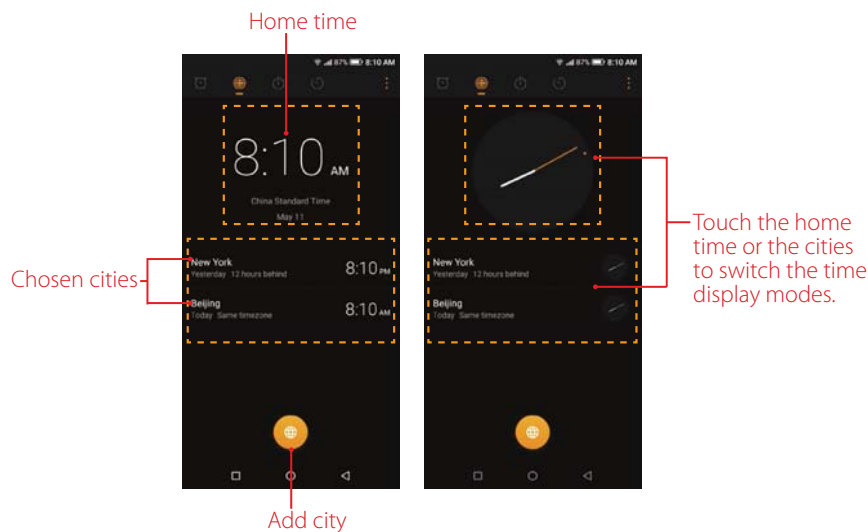 Home time
87% 8:10 AM
87% 8:10 AM
8:10 AM
China Standard Time
May 11
New York
Yesterday 12 hours behind
8:10 PM
Beijing
Today Same timezone
8:10 AM
New York
Yesterday 12 hours behind
Beijing
Today Same timezone
Chosen cities
Touch the home
time or the cities
to switch the time
display modes.
Add city